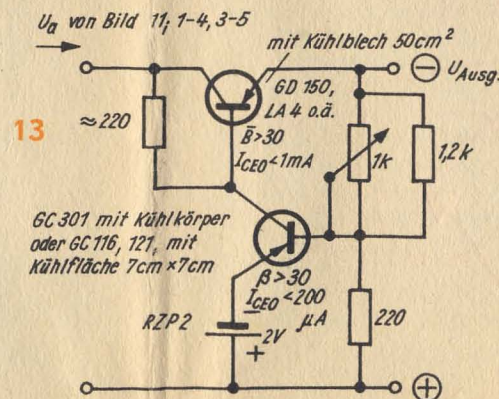 Ua von Bild 11; 1-4, 3-5
mit Kühlblech 50cm²
⊖ UAusg.
GD 150,
LA 4 o.ä.
13
≈220
B̄>30
ICEO<1mA
1k
1,2k
GC 301 mit Kühlkörper
oder GC 116, 121, mit
Kühlfläche 7cm × 7cm
β>30
ICEO<200
µA
RZP2
2V
+
220
⊕